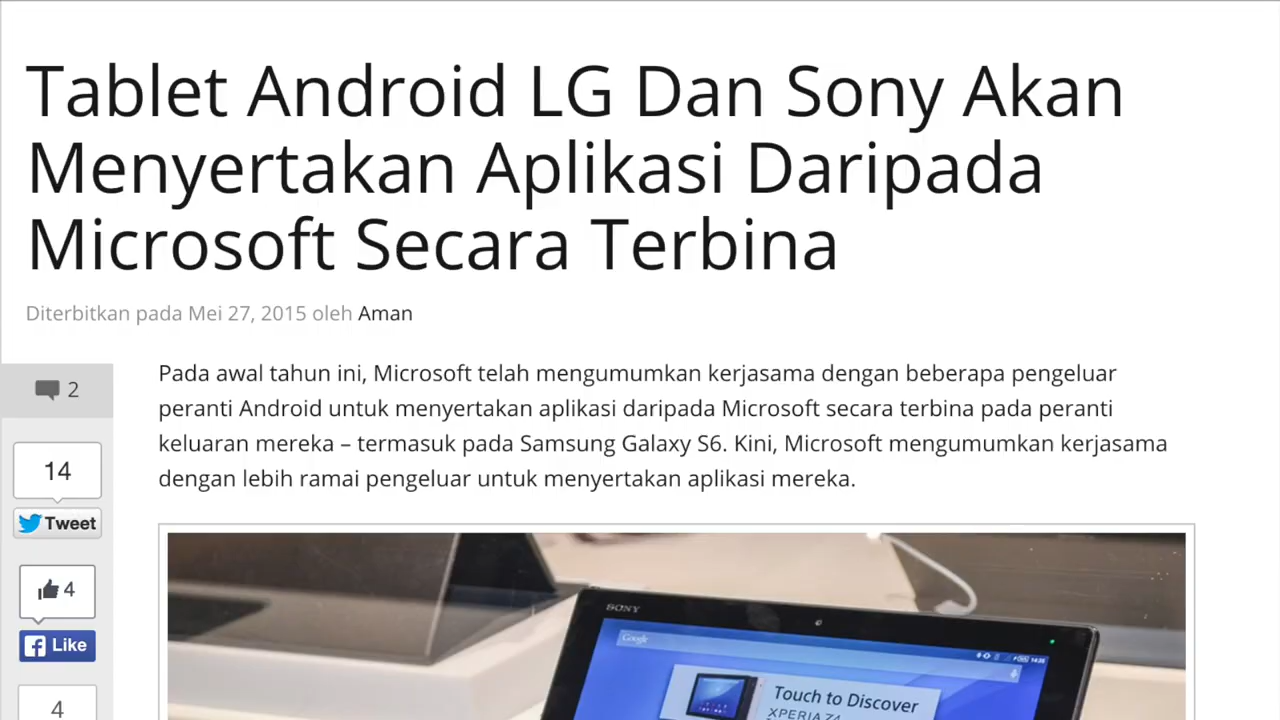 Tablet Android LG Dan Sony Akan
Menyertakan Aplikasi Daripada
Microsoft Secara Terbina
Diterbitkan pada Mei 27, 2015 oleh Aman
2
Pada awal tahun ini, Microsoft telah mengumumkan kerjasama dengan beberapa pengeluar
peranti Android untuk menyertakan aplikasi daripada Microsoft secara terbina pada peranti
keluaran mereka – termasuk pada Samsung Galaxy S6. Kini, Microsoft mengumumkan kerjasama
dengan lebih ramai pengeluar untuk menyertakan aplikasi mereka.
14
Tweet
4
Like
4
SONY
Google
14:35
Touch to Discover
XPERIA Z4